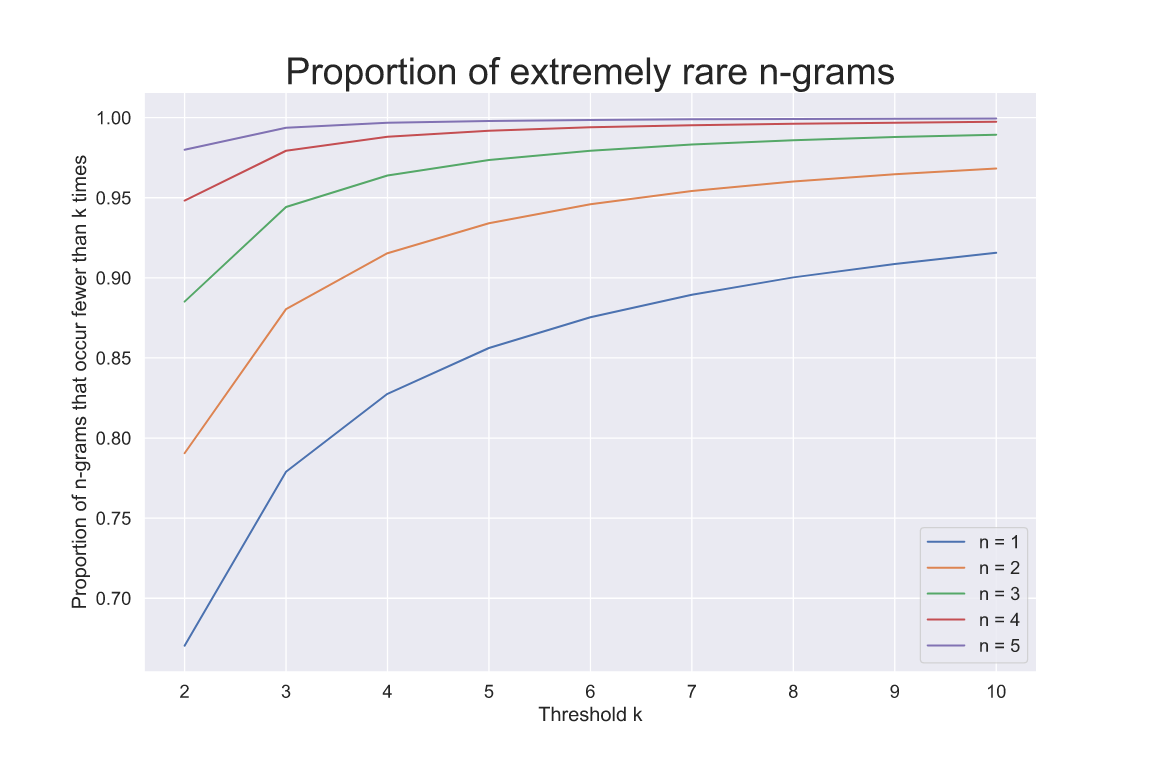 Proportion of extremely rare n-grams
Proportion of n-grams that occur fewer than k times
1.00
0.95
0.90
0.85
0.80
0.75
0.70
n = 1
n = 2
n = 3
n = 4
n = 5
2 3 4 5 6 7 8 9 10
Threshold k